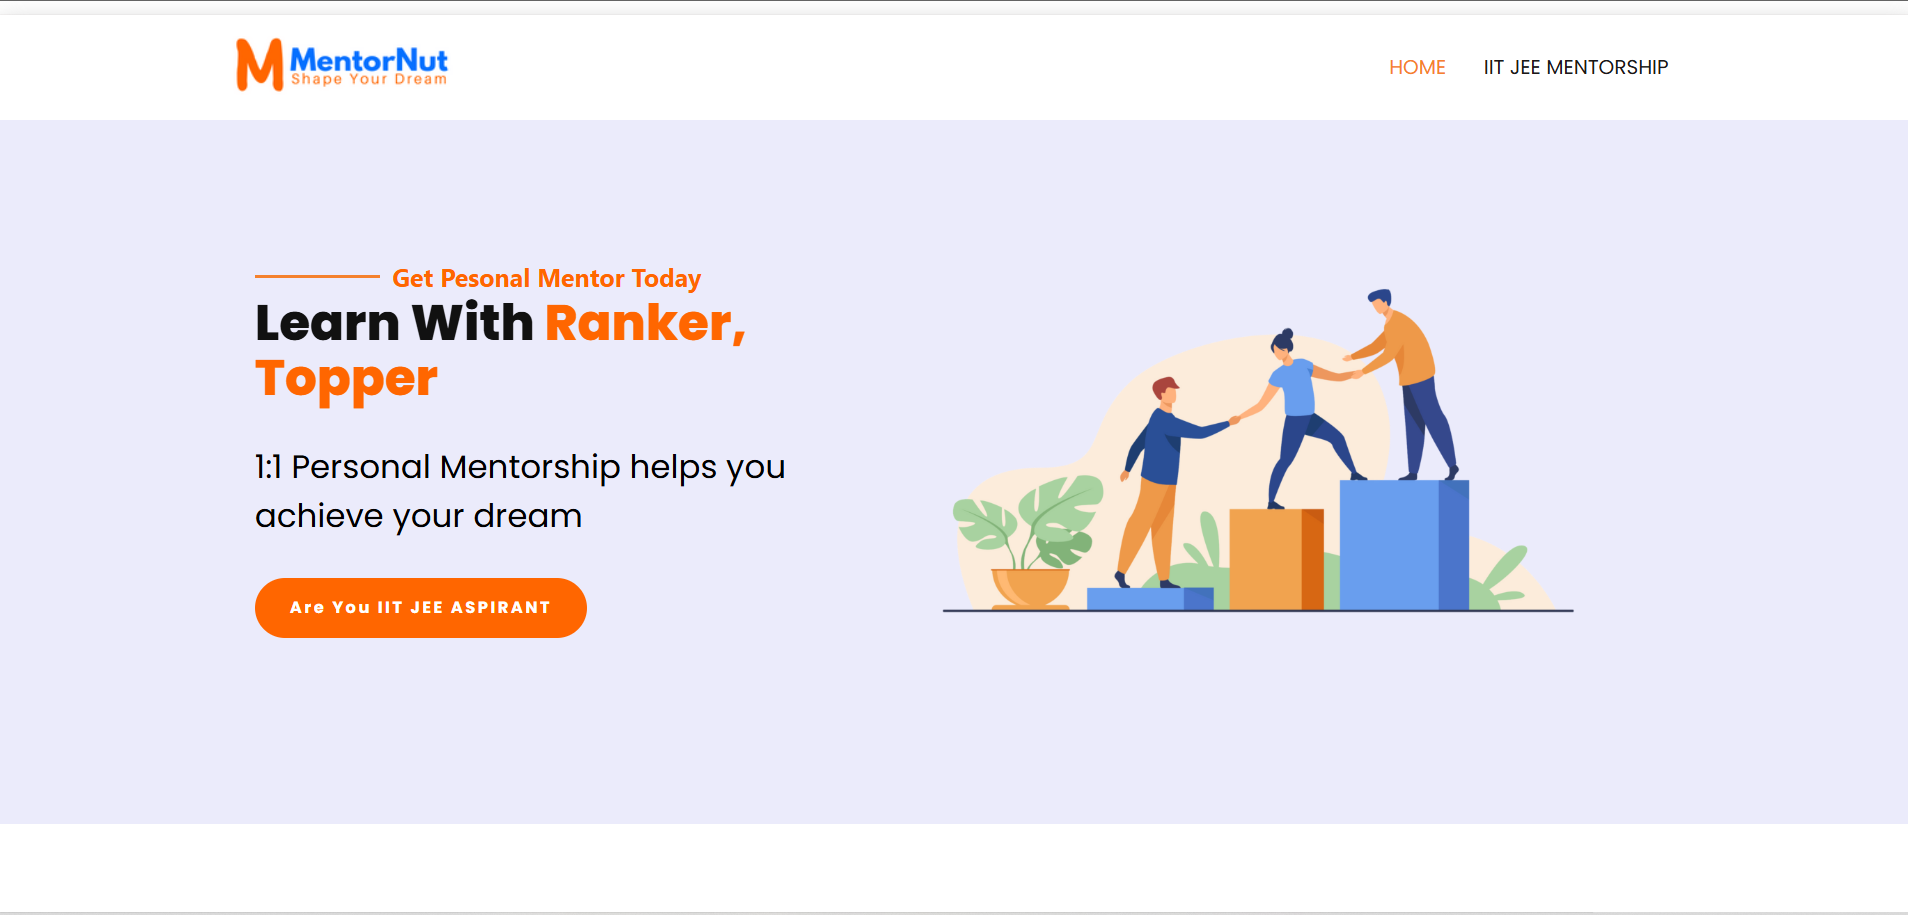 MentorNut
Shape Your Dream
HOME
IIT JEE MENTORSHIP
Get Pesonal Mentor Today
Learn With Ranker,
Topper
1:1 Personal Mentorship helps you
achieve your dream
Are You IIT JEE ASPIRANT